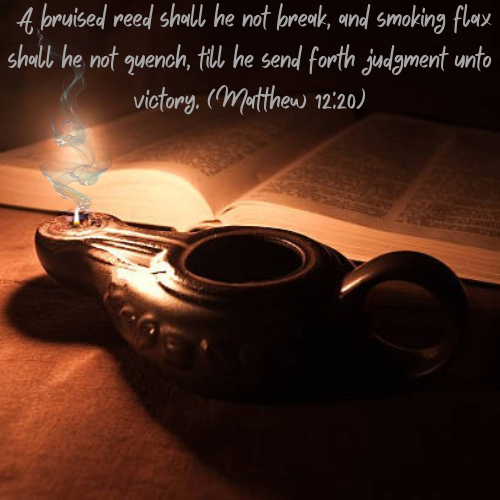 A bruised reed shall he not break, and smoking flax
shall he not quench, till he send forth judgment unto
victory. (Matthew 12:20)